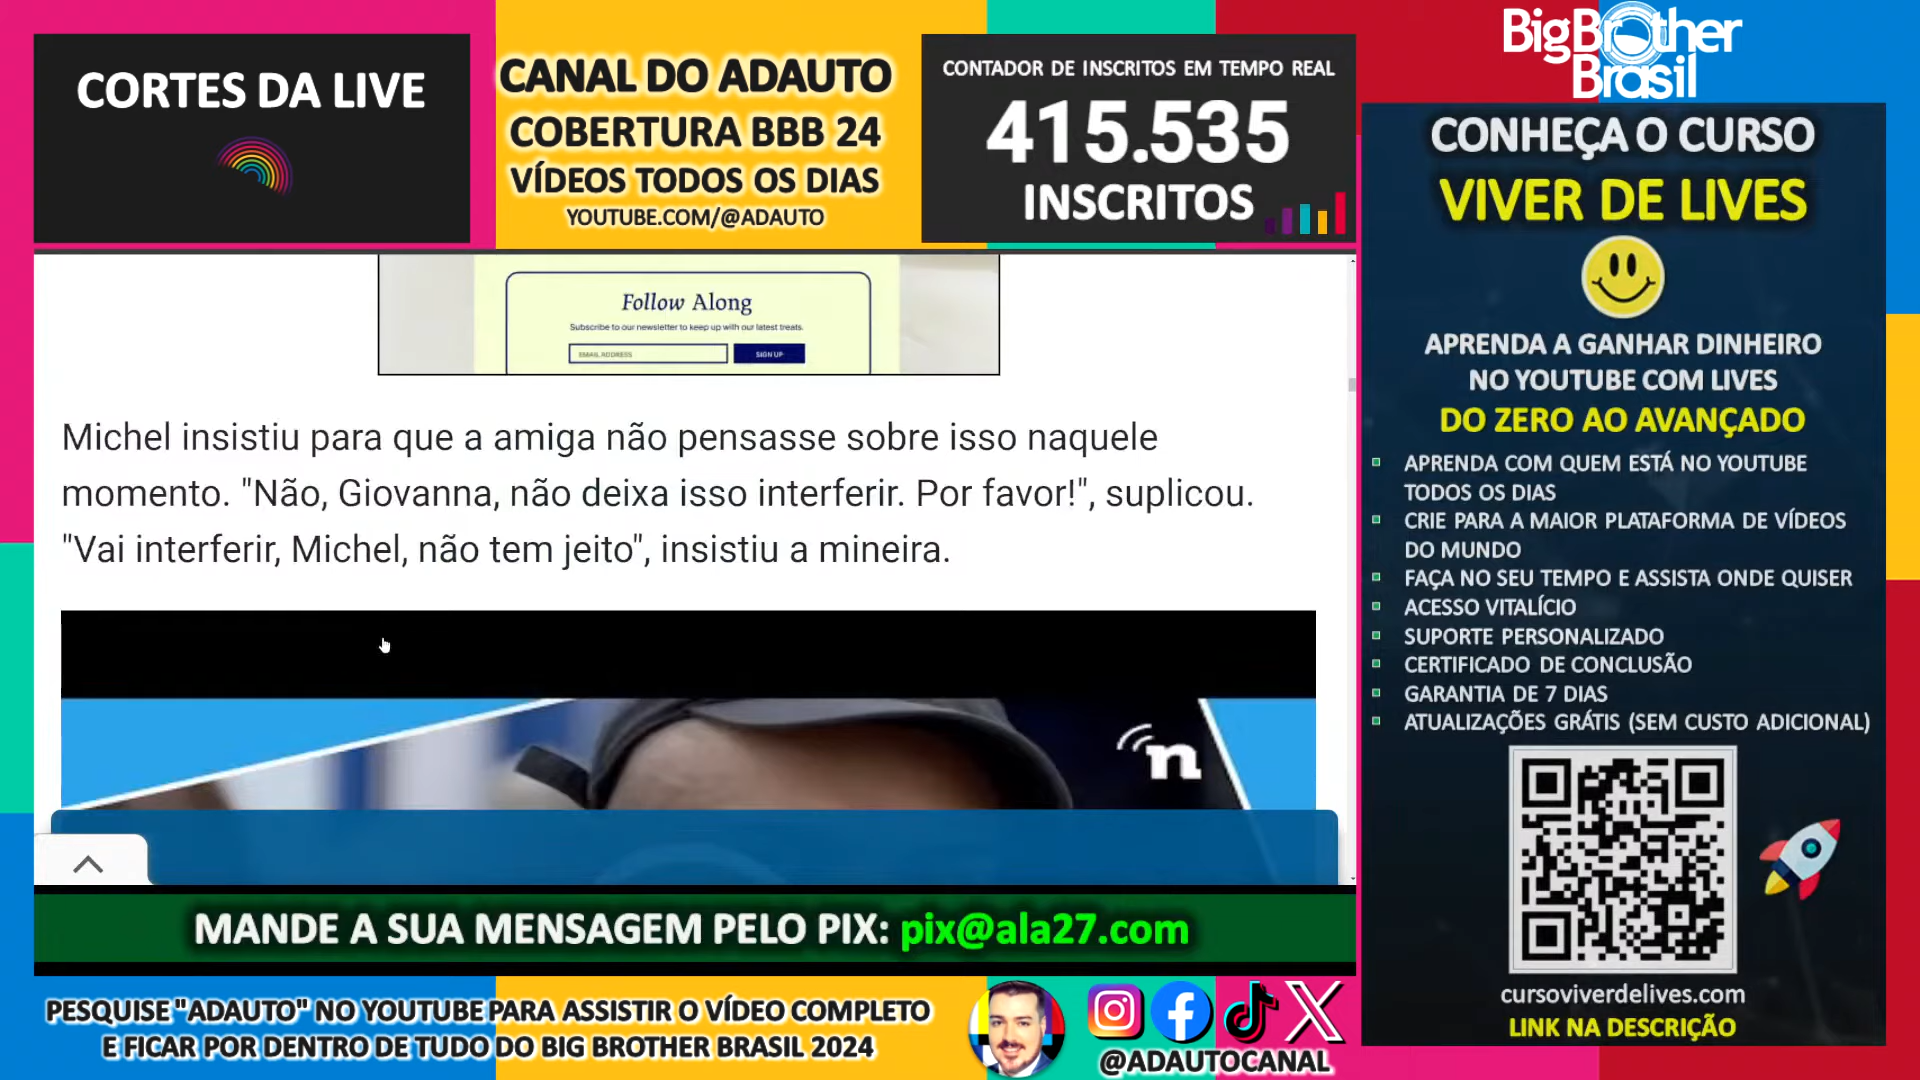 CORTES DA LIVE
CANAL DO ADAUTO
COBERTURA BBB 24
VÍDEOS TODOS OS DIAS
YOUTUBE.COM/@ADAUTO
CONTADOR DE INSCRITOS EM TEMPO REAL
415.535
INSCRITOS
BigBrother
Brasil
CONHEÇA O CURSO
VIVER DE LIVES
APRENDA A GANHAR DINHEIRO
NO YOUTUBE COM LIVES
DO ZERO AO AVANÇADO
APRENDA COM QUEM ESTÁ NO YOUTUBE
TODOS OS DIAS
CRIE PARA A MAIOR PLATAFORMA DE VÍDEOS
DO MUNDO
FAÇA NO SEU TEMPO E ASSISTA ONDE QUISER
ACESSO VITALÍCIO
SUPORTE PERSONALIZADO
CERTIFICADO DE CONCLUSÃO
GARANTIA DE 7 DIAS
ATUALIZAÇÕES GRÁTIS (SEM CUSTO ADICIONAL)
cursoviverdelives.com
LINK NA DESCRIÇÃO
Follow Along
Subscribe to our newsletter to keep up with our latest treats.
EMAIL ADDRESS
SIGN UP
Michel insistiu para que a amiga não pensasse sobre isso naquele
momento. "Não, Giovanna, não deixa isso interferir. Por favor!", suplicou.
"Vai interferir, Michel, não tem jeito", insistiu a mineira.
n
MANDE A SUA MENSAGEM PELO PIX: pix@ala27.com
PESQUISE "ADAUTO" NO YOUTUBE PARA ASSISTIR O VÍDEO COMPLETO
E FICAR POR DENTRO DE TUDO DO BIG BROTHER BRASIL 2024
@ADAUTOCANAL